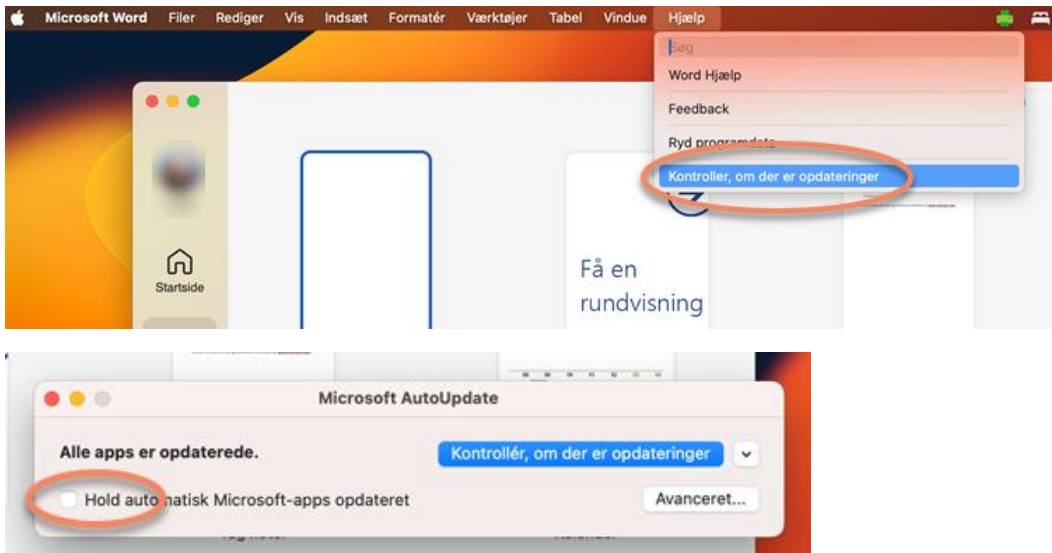 Microsoft Word Filer Rediger Vis Indsæt Formatér Værktøjer Tabel Vindue Hjælp
Søg
Word Hjælp
Feedback
Ryd programdata
Kontroller, om der er opdateringer
Startside
Få en
rundvisning
Microsoft AutoUpdate
Alle apps er opdaterede.
Kontrollér, om der er opdateringer
Hold automatisk Microsoft-apps opdateret
Avanceret...